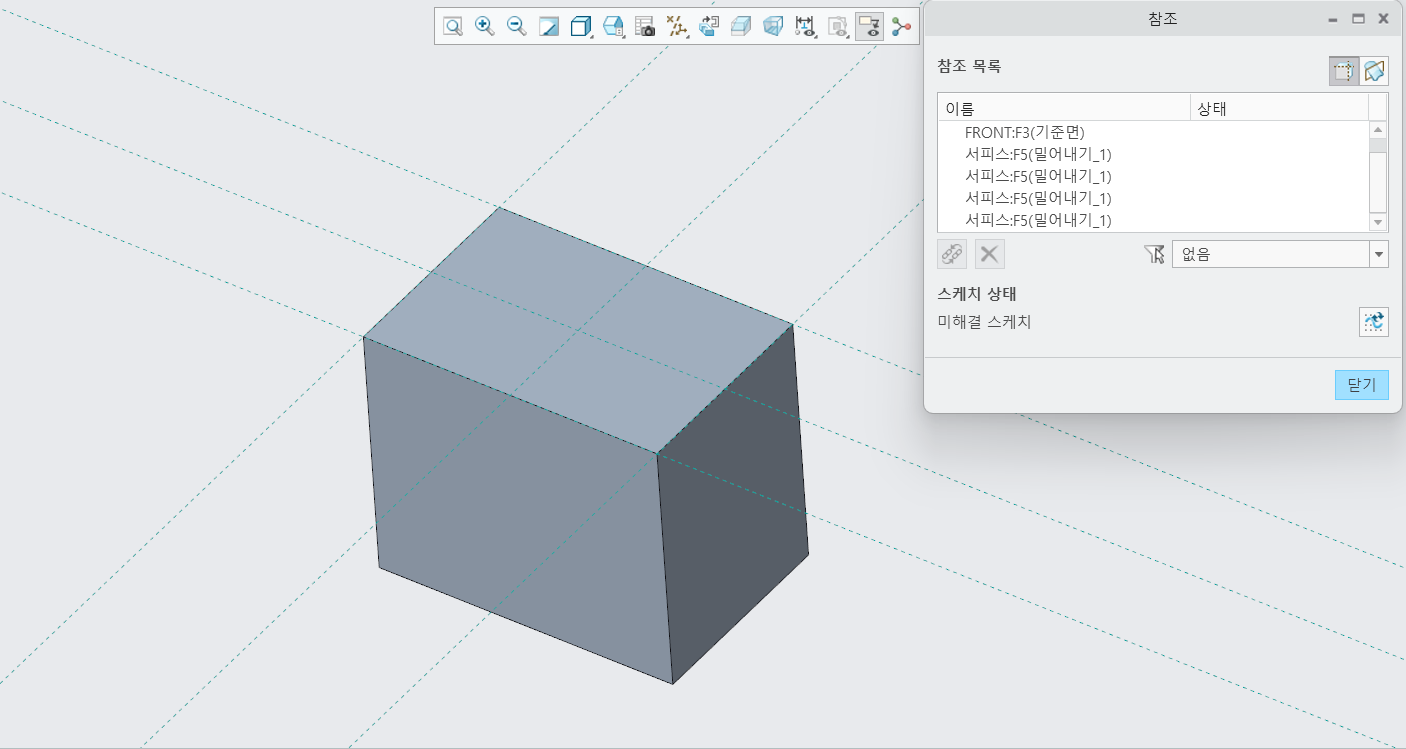 참조
참조 목록
이름 상태
FRONT:F3(기준면)
서피스:F5(밀어내기_1)
서피스:F5(밀어내기_1)
서피스:F5(밀어내기_1)
서피스:F5(밀어내기_1)
없음
스케치 상태
미해결 스케치
닫기